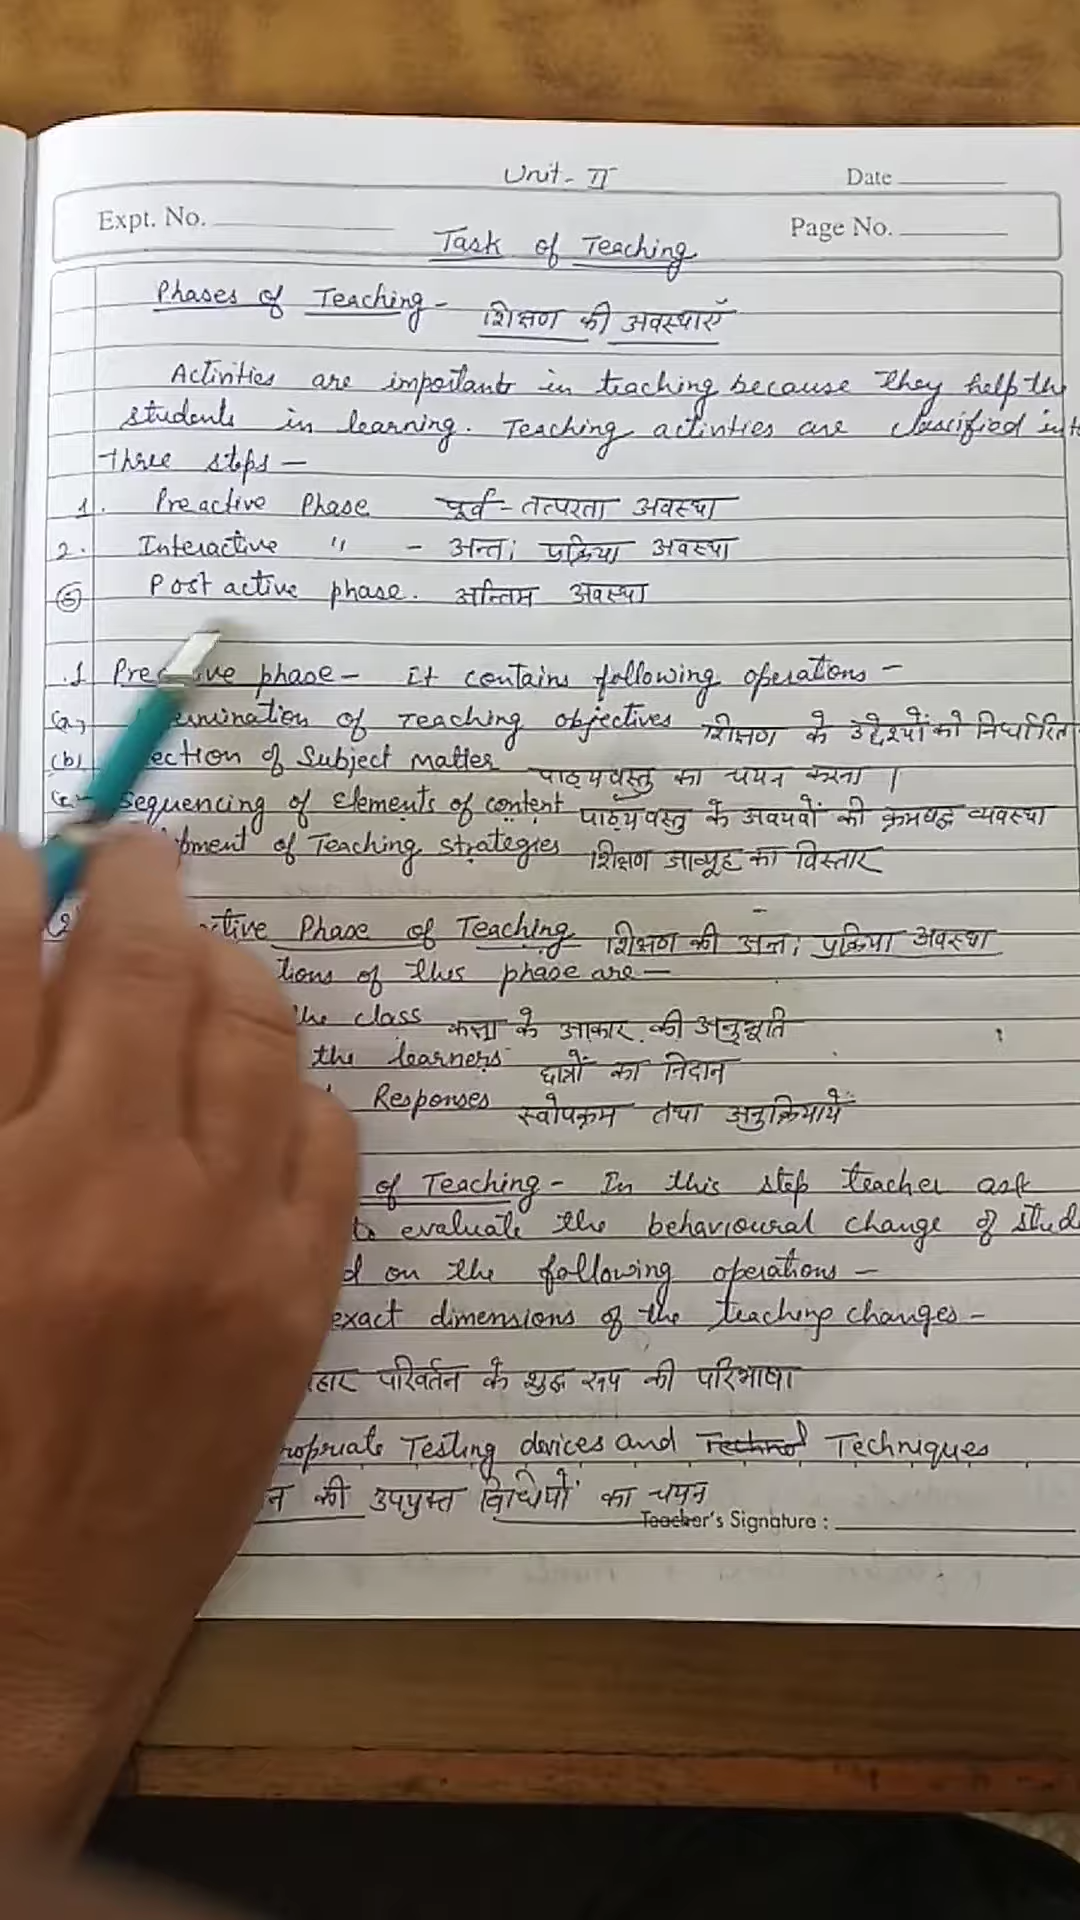 Unit - II
Date
Expt. No.
Page No.
Task of Teaching
Phases of Teaching - शिक्षण की अवस्थाएँ
Activities are important in teaching because they help the
students in learning. Teaching activities are classified into
three steps —
1. Preactive Phase पूर्व - तत्परता अवस्था
2. Interactive " - अन्त: प्रक्रिया अवस्था
Post active phase. अन्तिम अवस्था
1 phase - It contains following operations -
(a) of Teaching objectives शिक्षण के उद्देश्यों को निर्धारित
(b) of Subject matter पाठ्यवस्तु का चयन करना ।
Sequencing of Elements of content पाठ्यवस्तु के अवयवों की क्रमबद्ध व्यवस्था
of Teaching strategies शिक्षण का विस्तार
Phase of Teaching शिक्षण की अन्त: प्रक्रिया अवस्था
of this phase are —
the class कक्षा के आकार की अनुभूति
the learners छात्रों का निदान
Responses स्वोपक्रम तथा अनुक्रियायें
of Teaching - In this step teacher ask
to evaluate the behavioural change of
on the following operations —
exact dimensions of the teaching changes -
परिवर्तन के शुद्ध रूप की परिभाषा
Testing devices and Techniques
की उपयुक्त विधियों का चयन
Teacher's Signature :